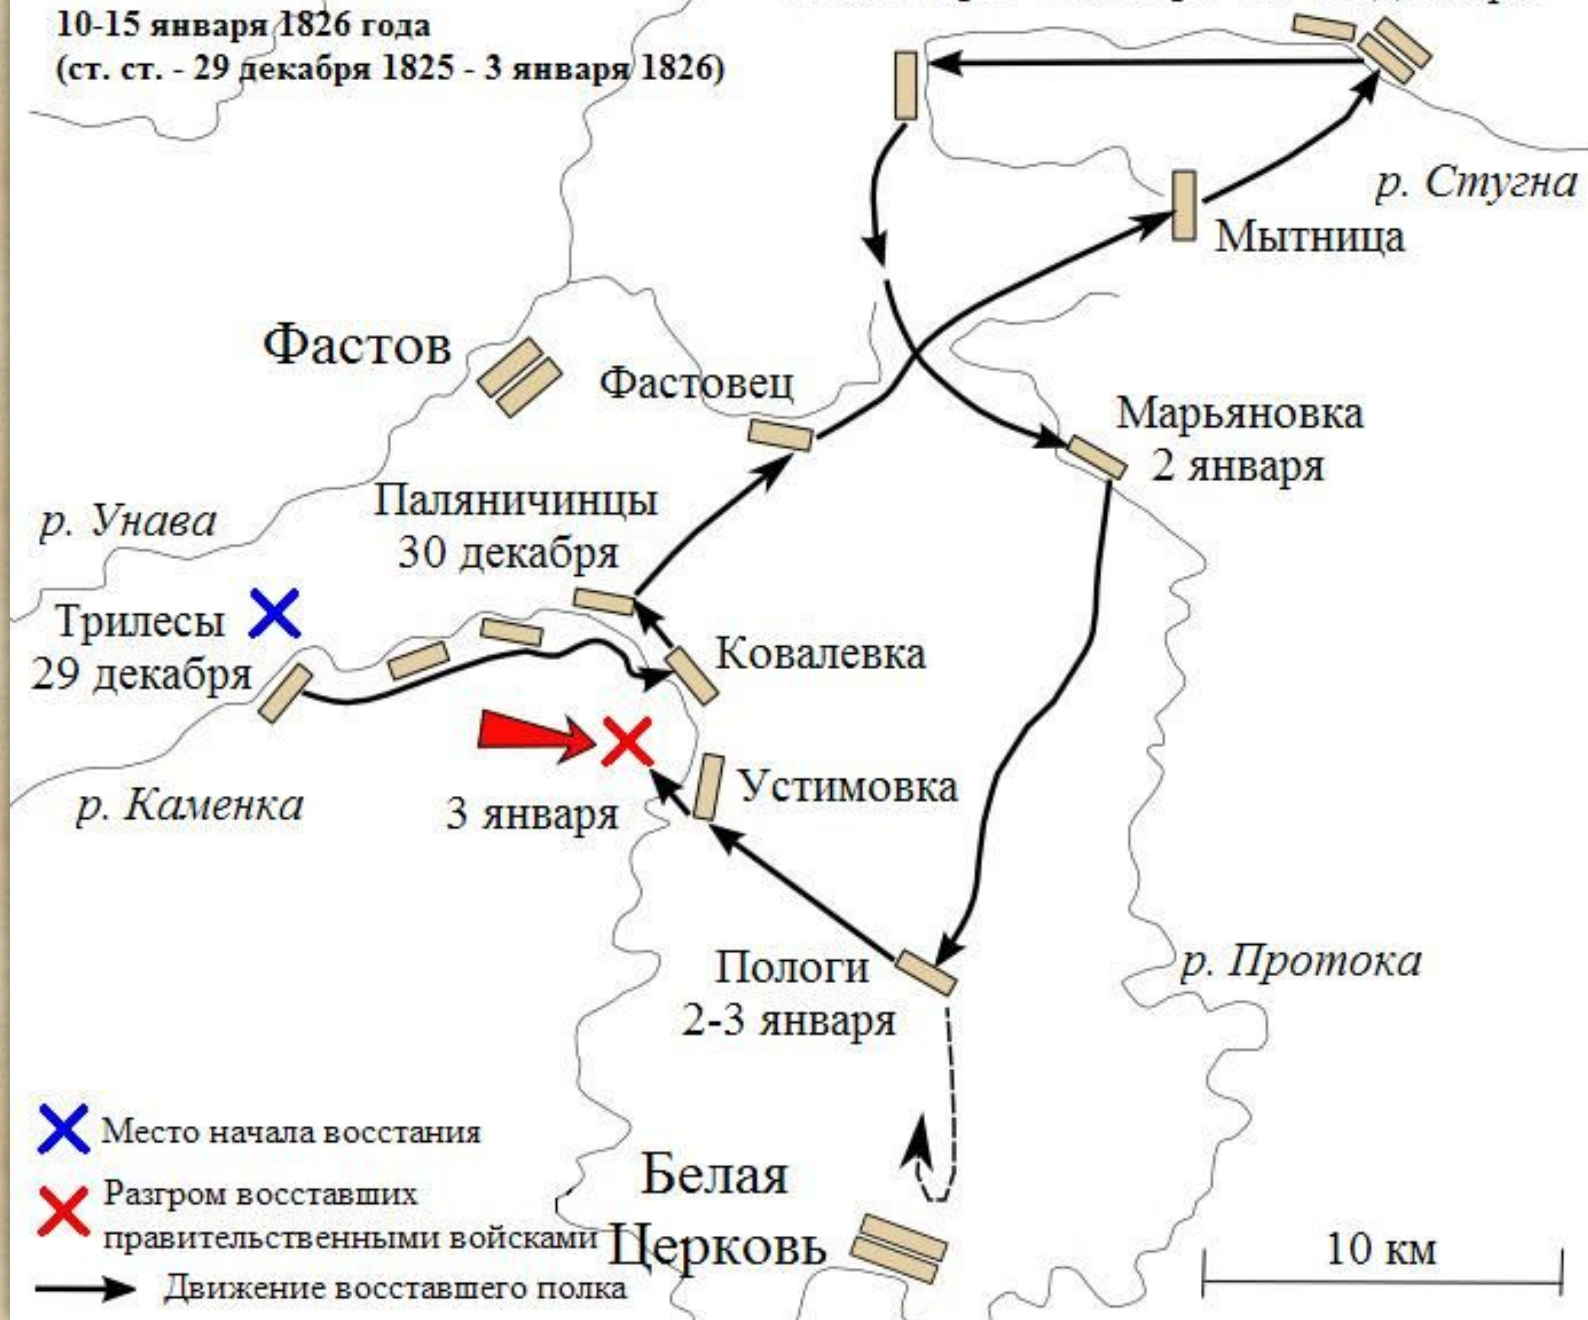 10-15 января 1826 года
(ст. ст. - 29 декабря 1825 - 3 января 1826)
р. Стугна
Мытница
Фастов
Фастовец
Марьяновка
2 января
Паляничинцы
30 декабря
р. Унава
Трилесы
29 декабря
Ковалевка
Устимовка
3 января
р. Каменка
Пологи
2-3 января
р. Протока
Место начала восстания
Разгром восставших
правительственными войсками
Движение восставшего полка
Белая
Церковь
10 км